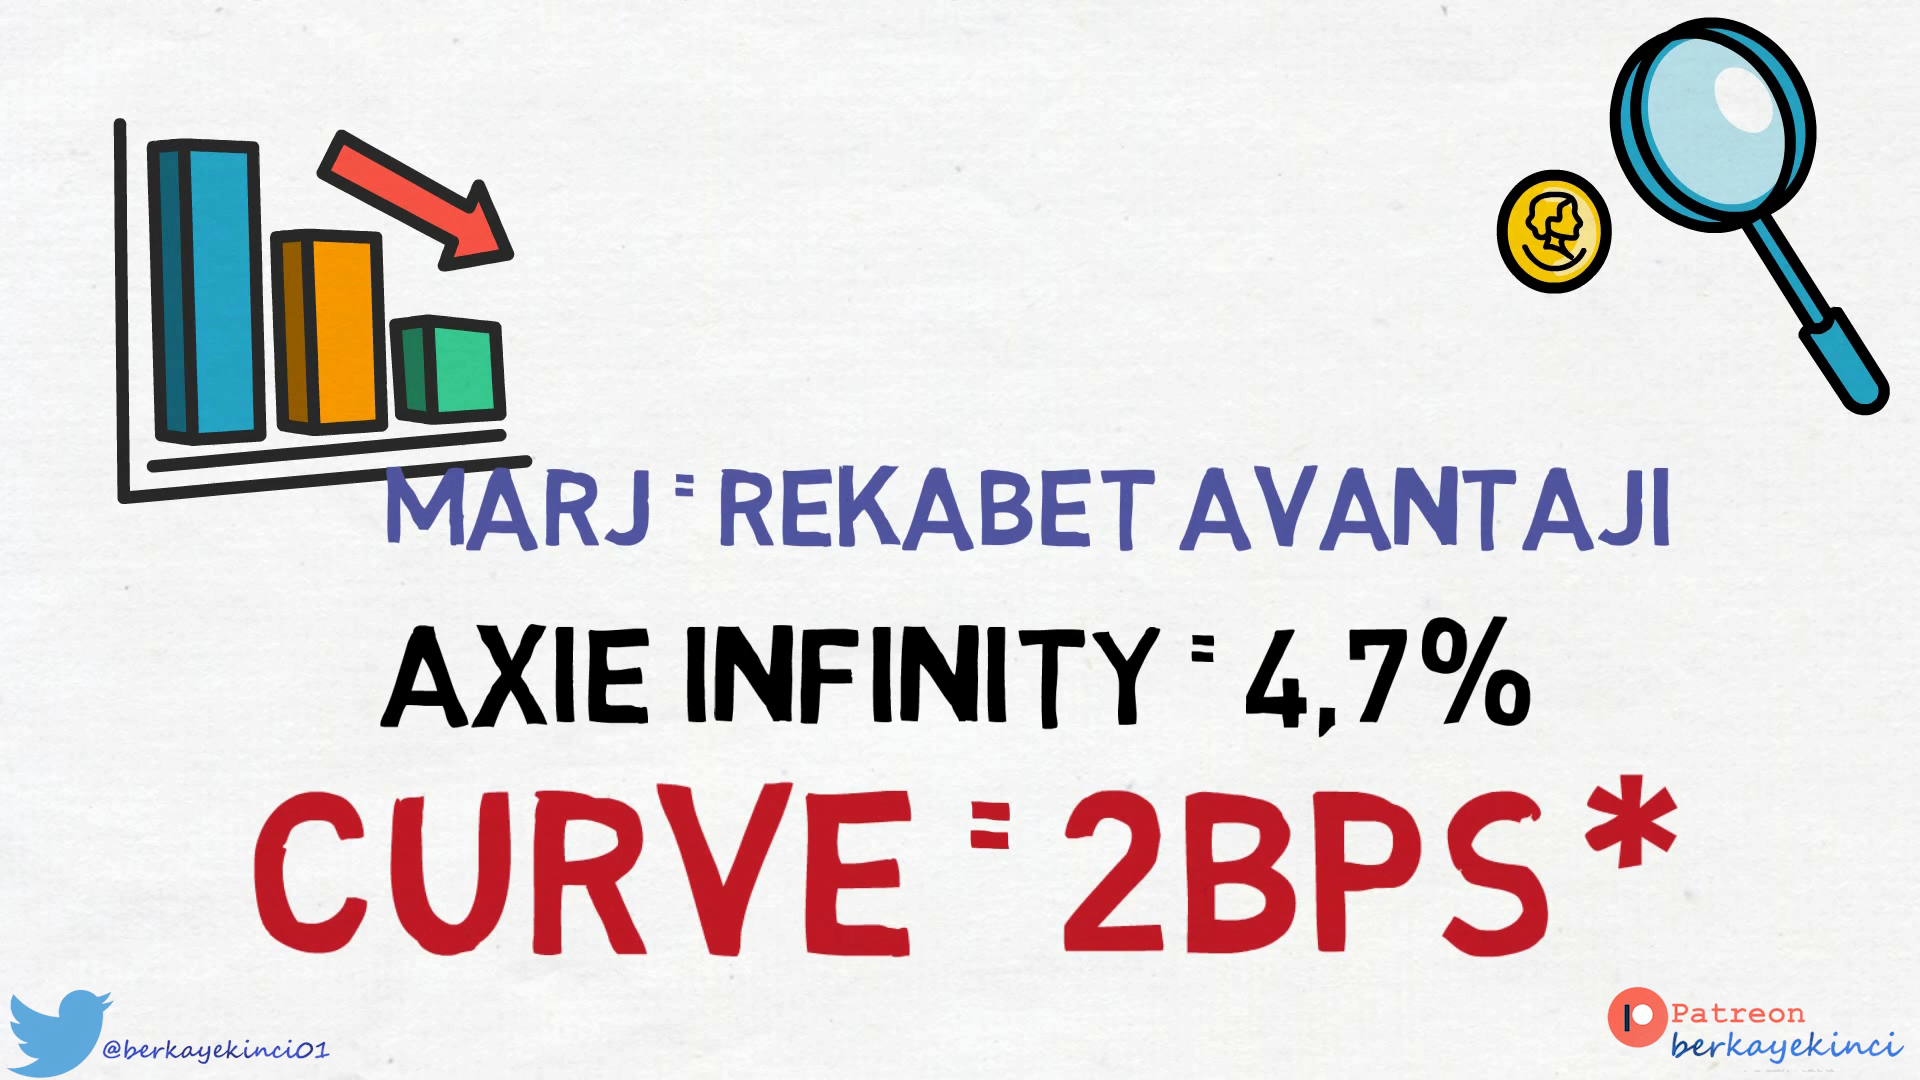 MARJ = REKABET AVANTAJI
AXIE INFINITY = 4,7%
CURVE = 2BPS*
@berkayekinci01
Patreon
berkayekinci